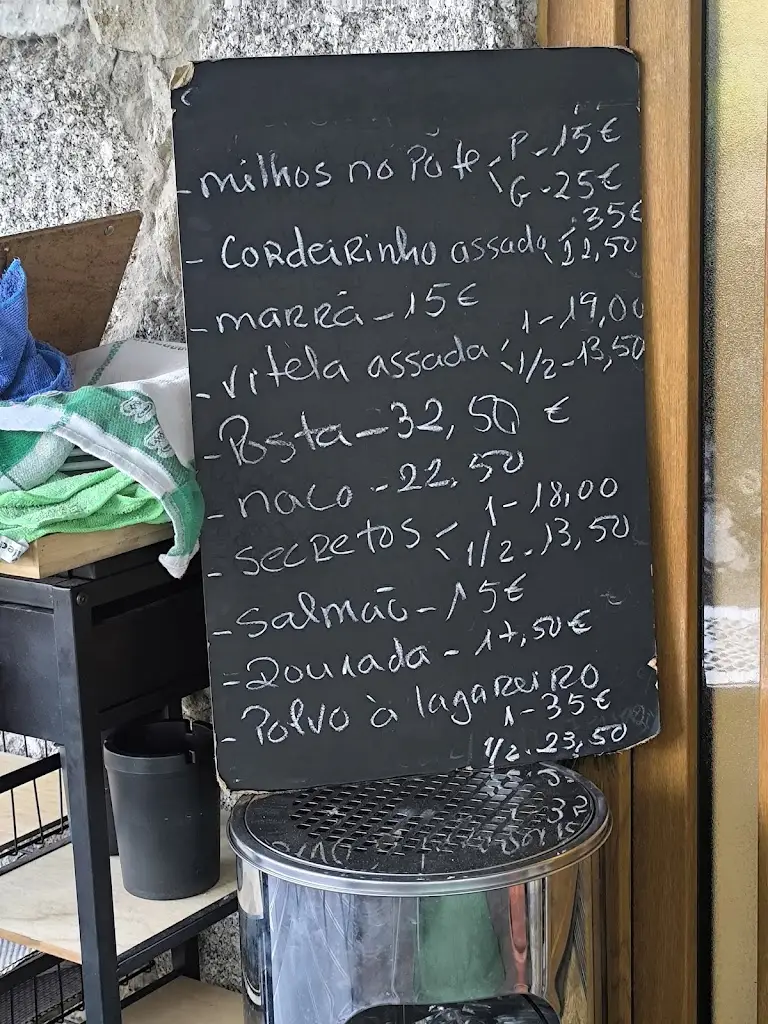 - milhos no Pote < P - 15€
G - 25€
- Cordeirinho assado 1 - 35€
22,50
- marrã - 15€
- vitela assada < 1 - 19,00
1/2 - 13,50
- Posta - 32,50 €
- naco - 22,50
- secretos < 1 - 18,00
1/2 - 13,50
- Salmão - 15€
- Dourada - 17,50€
- Polvo à lagareiro
1 - 35€
1/2 - 23,50